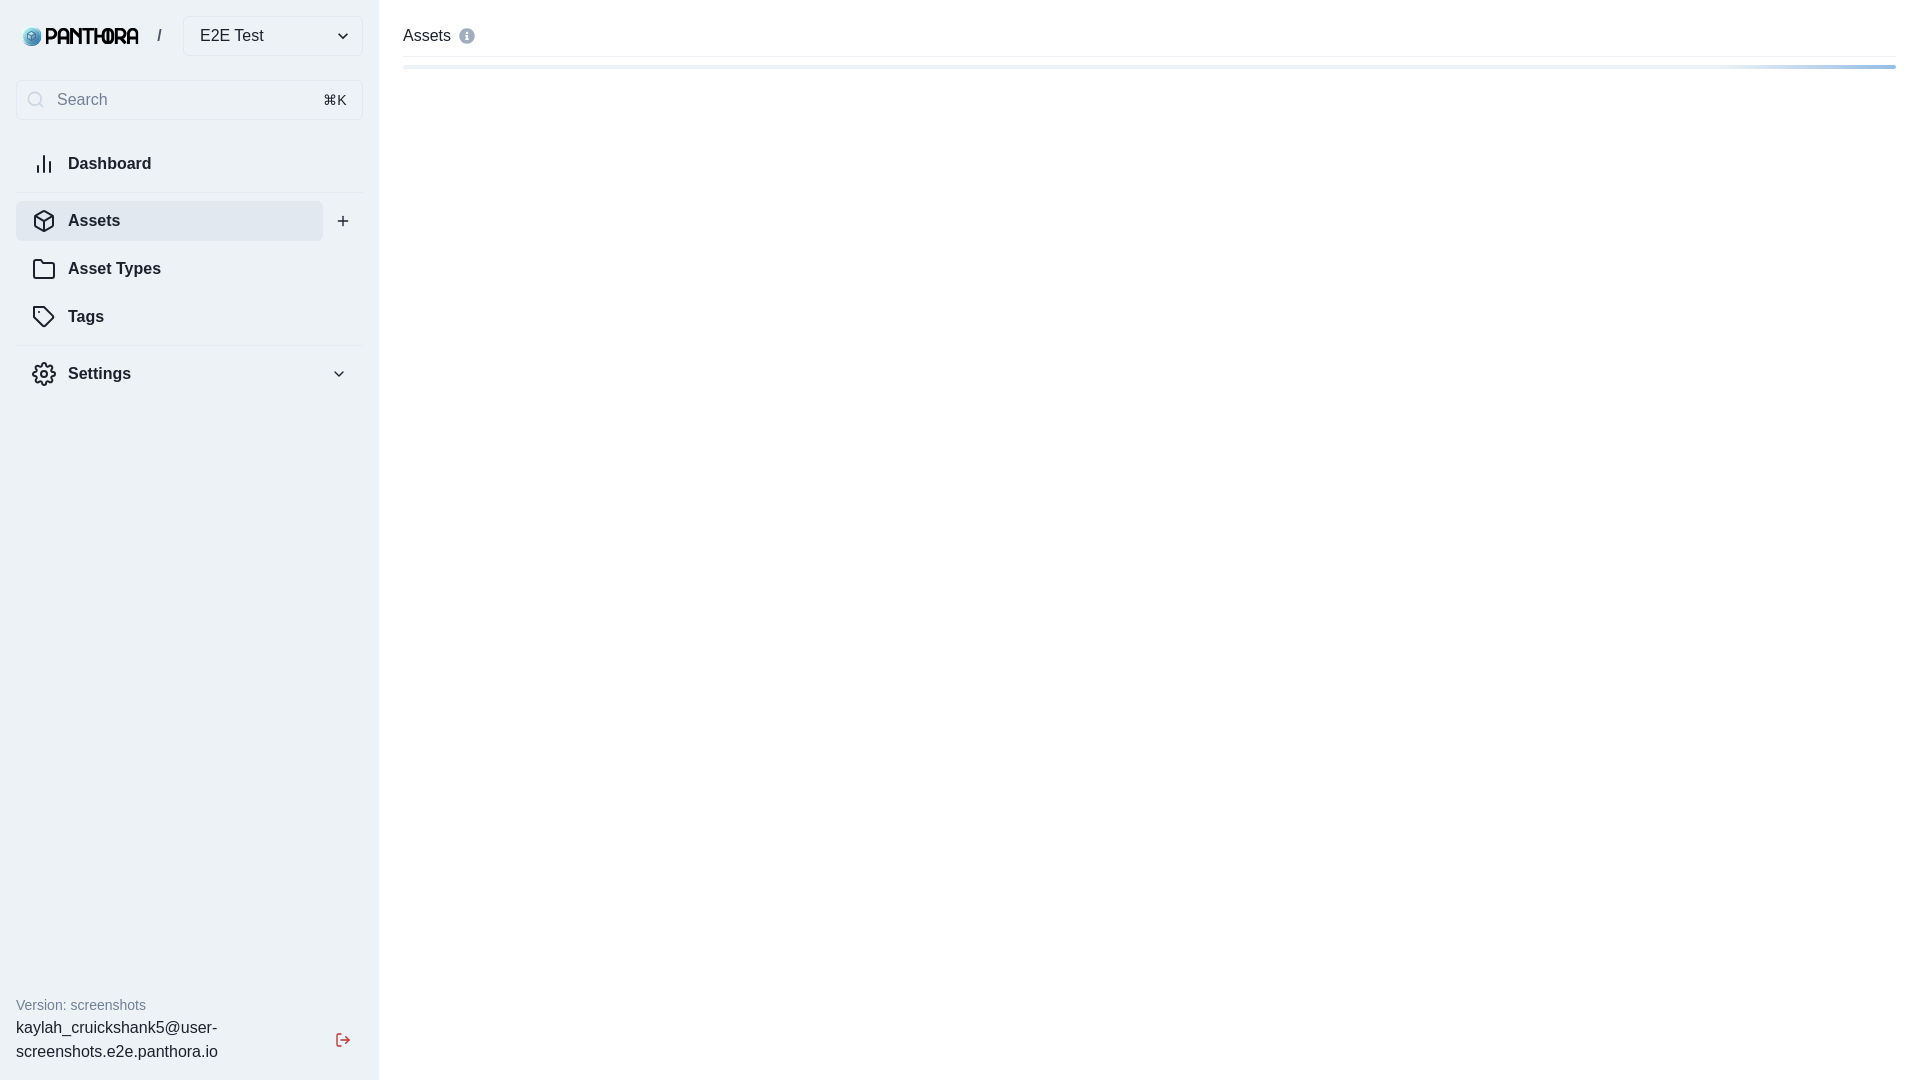 PANTHORA / E2E Test
Search ⌘K
Dashboard
Assets
Asset Types
Tags
Settings
Version: screenshots
kaylah_cruickshank5@user-
screenshots.e2e.panthora.io
Assets